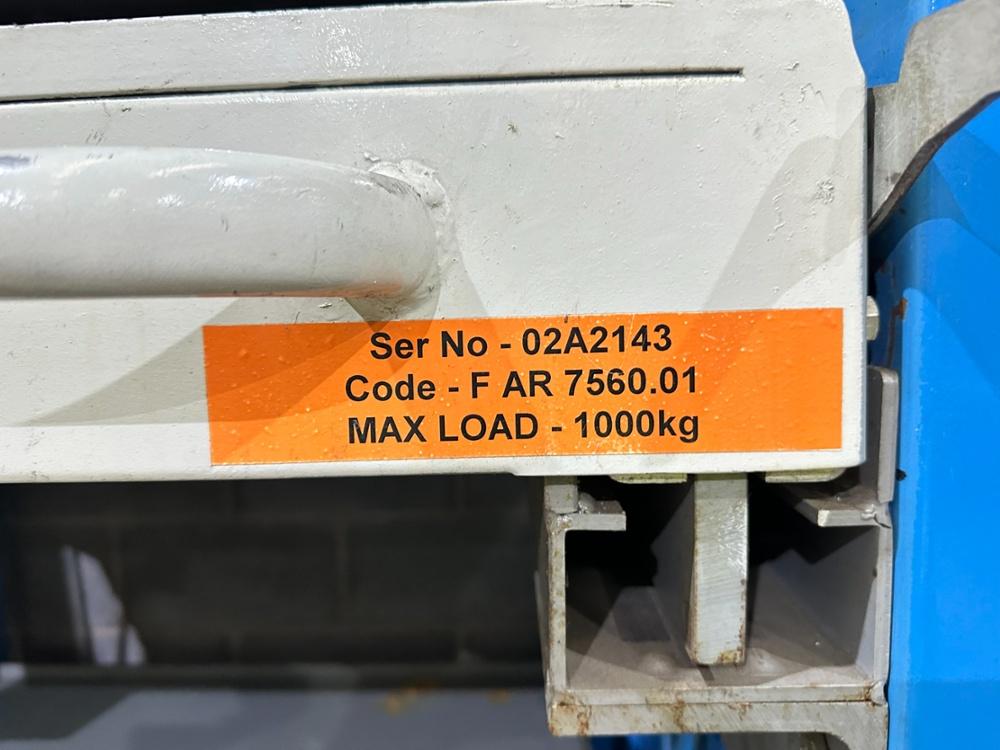 Ser No - 02A2143
Code - F AR 7560.01
MAX LOAD - 1000kg